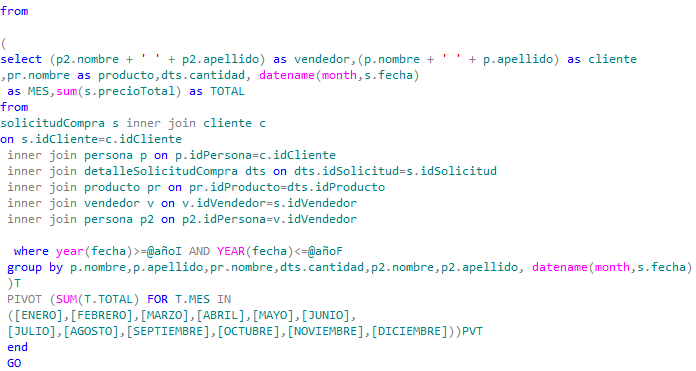 from
(
select (p2.nombre + ' ' + p2.apellido) as vendedor,(p.nombre + ' ' + p.apellido) as cliente
,pr.nombre as producto,dts.cantidad, datename(month,s.fecha)
as MES,sum(s.precioTotal) as TOTAL
from
solicitudCompra s inner join cliente c
on s.idCliente=c.idCliente
inner join persona p on p.idPersona=c.idCliente
inner join detalleSolicitudCompra dts on dts.idSolicitud=s.idSolicitud
inner join producto pr on pr.idProducto=dts.idProducto
inner join vendedor v on v.idVendedor=s.idVendedor
inner join persona p2 on p2.idPersona=v.idVendedor
where year(fecha)>=@añoI AND YEAR(fecha)<=@añoF
group by p.nombre,p.apellido,pr.nombre,dts.cantidad,p2.nombre,p2.apellido, datename(month,s.fecha)
)T
PIVOT (SUM(T.TOTAL) FOR T.MES IN
([ENERO],[FEBRERO],[MARZO],[ABRIL],[MAYO],[JUNIO],
[JULIO],[AGOSTO],[SEPTIEMBRE],[OCTUBRE],[NOVIEMBRE],[DICIEMBRE]))PVT
end
GO